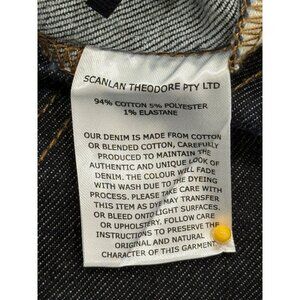 SCANLAN THEODORE PTY LTD
94% COTTON 5% POLYESTER
1% ELASTANE
OUR DENIM IS MADE FROM COTTON
OR BLENDED COTTON, CAREFULLY
PRODUCED TO MAINTAIN THE
AUTHENTIC AND UNIQUE LOOK OF
DENIM. THE COLOUR WILL FADE
WITH WASH DUE TO THE DYEING
PROCESS. PLEASE TAKE CARE WITH
THIS ITEM AS DYE MAY TRANSFER
OR BLEED ONTO LIGHT SURFACES.
OR UPHOLSTERY. FOLLOW CARE
INSTRUCTIONS TO PRESERVE THE
ORIGINAL AND NATURAL
CHARACTER OF THIS GARMENT